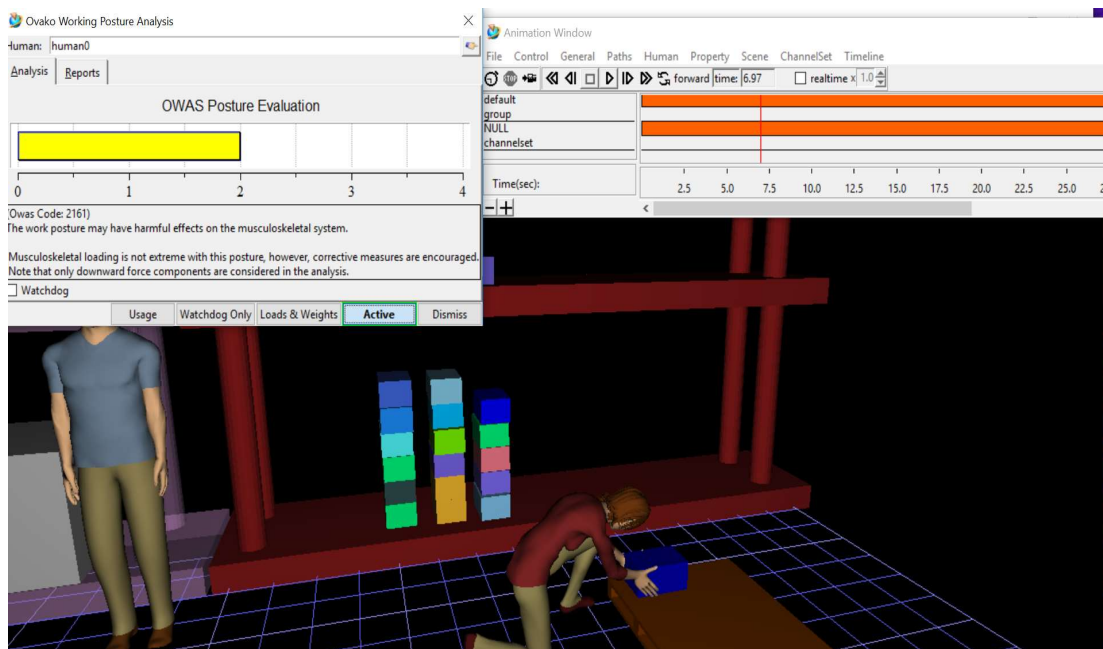 Ovako Working Posture Analysis
Human: human0
Analysis Reports
OWAS Posture Evaluation
0 1 2 3 4
(Owas Code: 2161)
The work posture may have harmful effects on the musculoskeletal system.
Musculoskeletal loading is not extreme with this posture, however, corrective measures are encouraged.
Note that only downward force components are considered in the analysis.
Watchdog
Usage Watchdog Only Loads & Weights Active Dismiss
Animation Window
File Control General Paths Human Property Scene ChannelSet Timeline
STOP forward time: 6.97 realtime x 1.0
default
group
NULL
channelset
Time(sec): 2.5 5.0 7.5 10.0 12.5 15.0 17.5 20.0 22.5 25.0